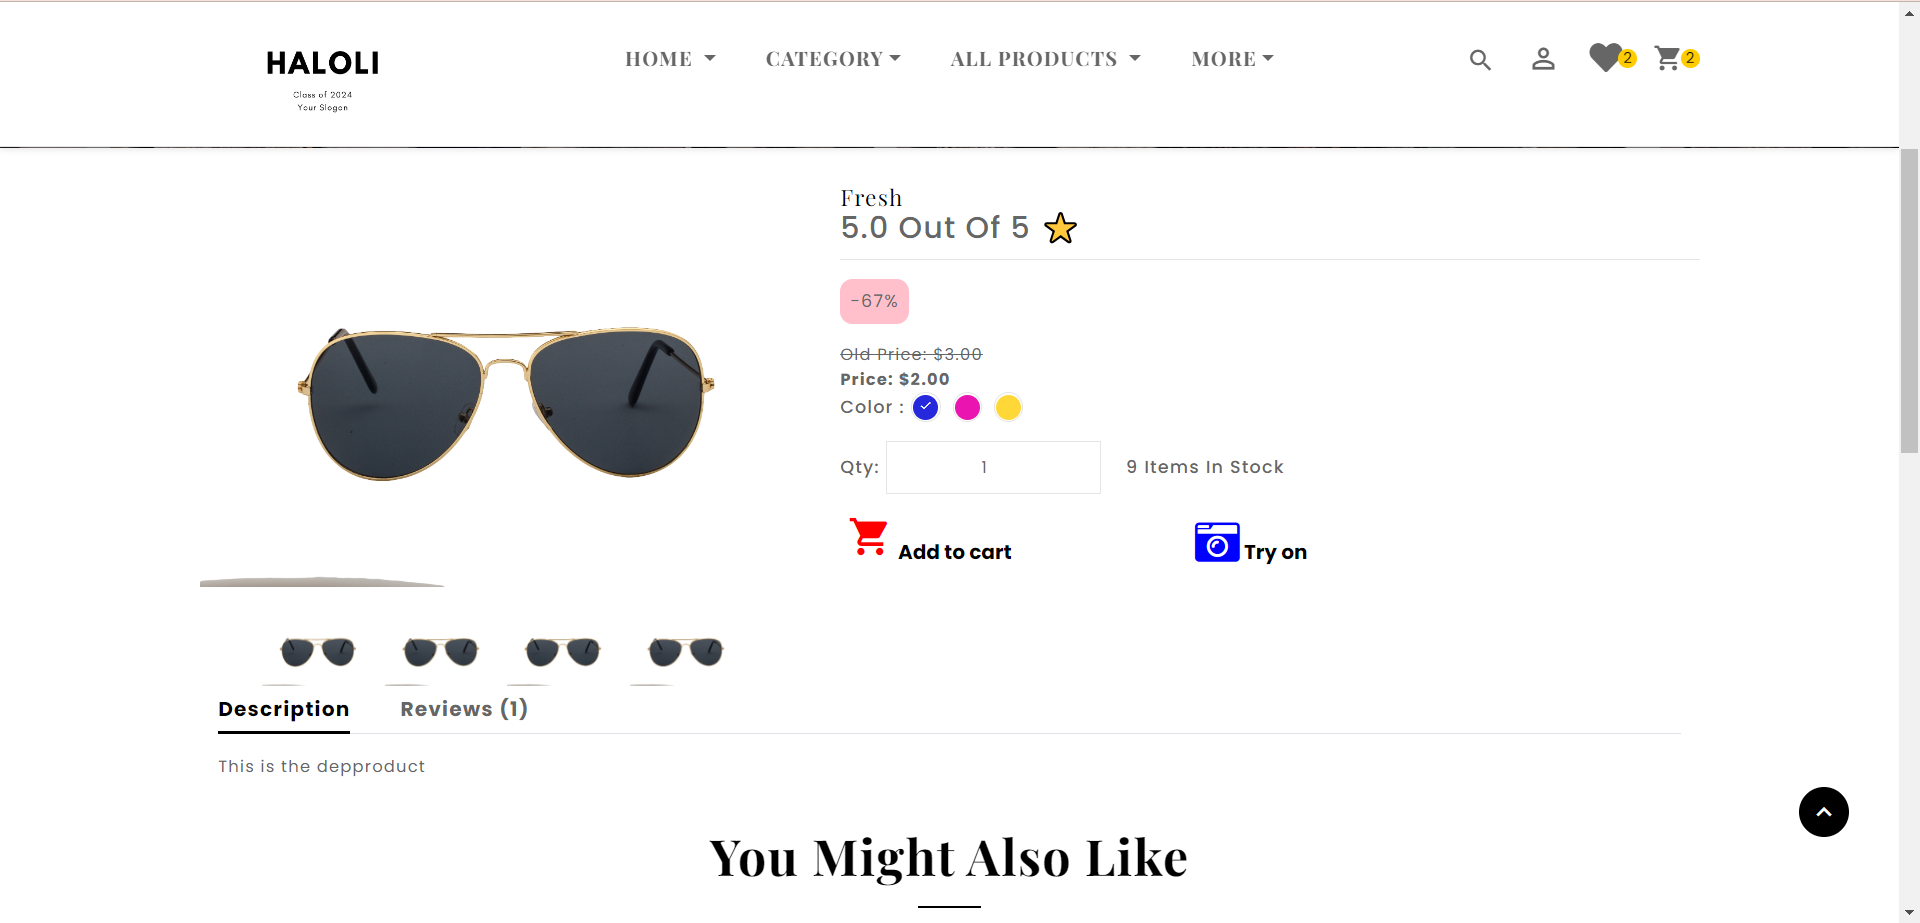 HALOLI
Class of 2024
Your Slogan
HOME
CATEGORY
ALL PRODUCTS
MORE
2
2
Fresh
5.0 Out Of 5
-67%
Old Price: $3.00
Price: $2.00
Color :
Qty: 1 9 Items In Stock
Add to cart
Try on
Description
Reviews (1)
This is the depproduct
You Might Also Like